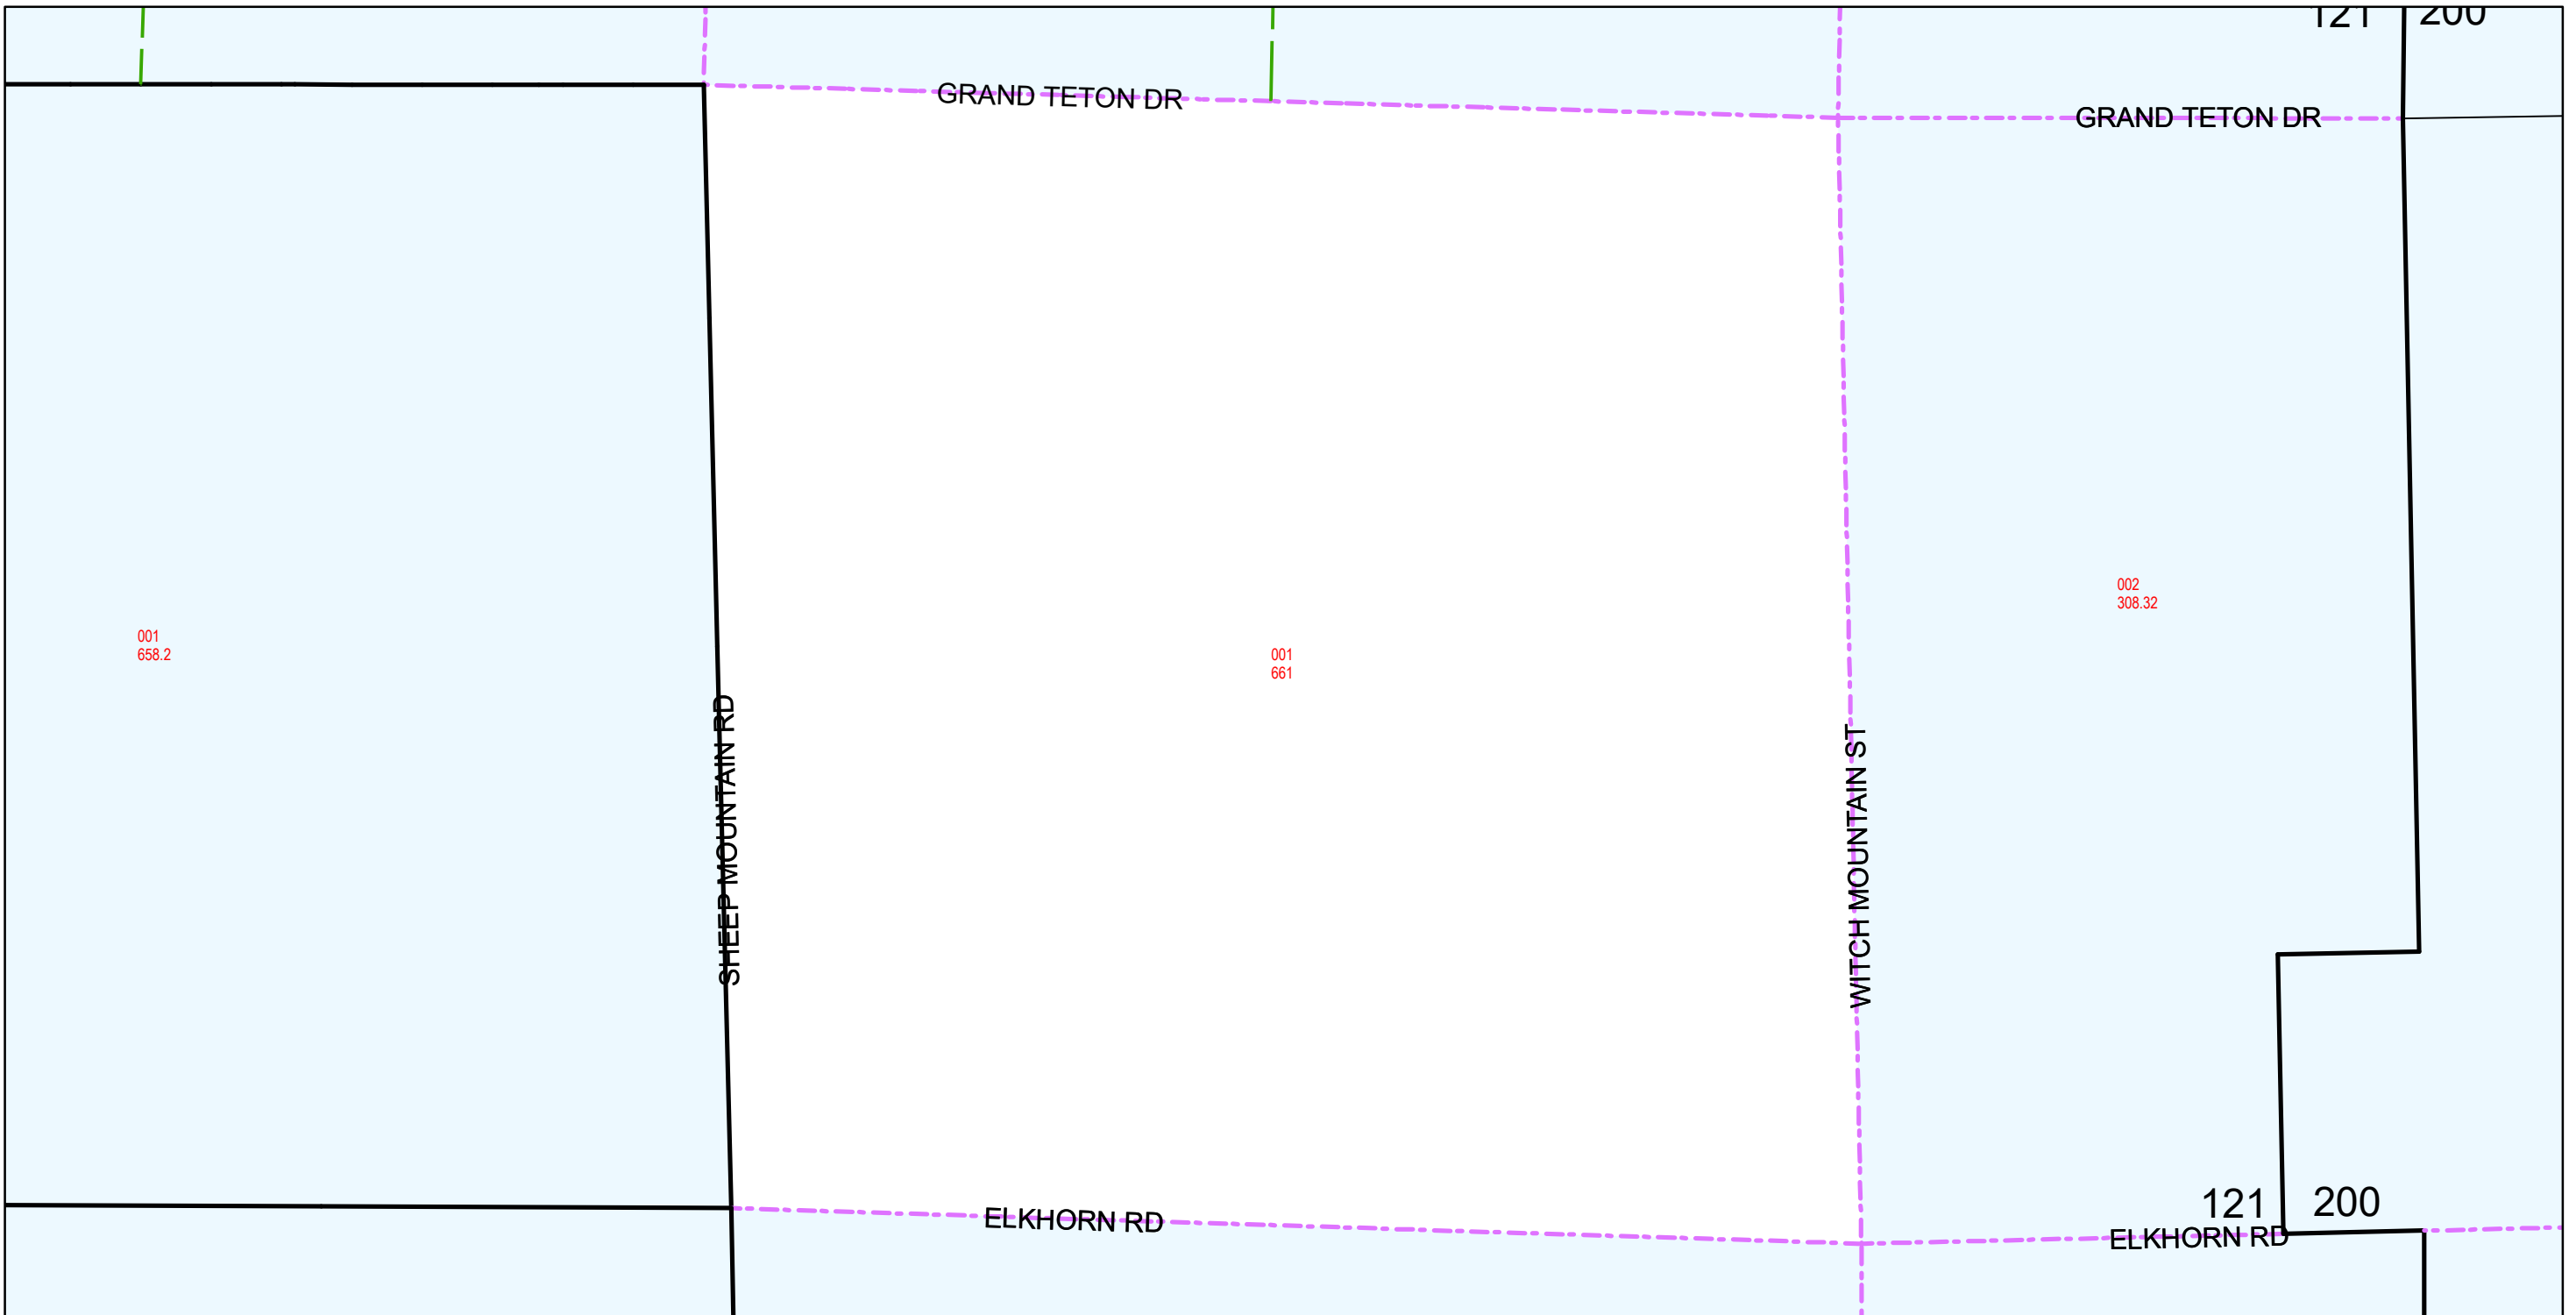 121 200
GRAND TETON DR
GRAND TETON DR
002
308.32
001
658.2
001
661
SHEEP MOUNTAIN RD
WITCH MOUNTAIN ST
121 200
ELKHORN RD
ELKHORN RD